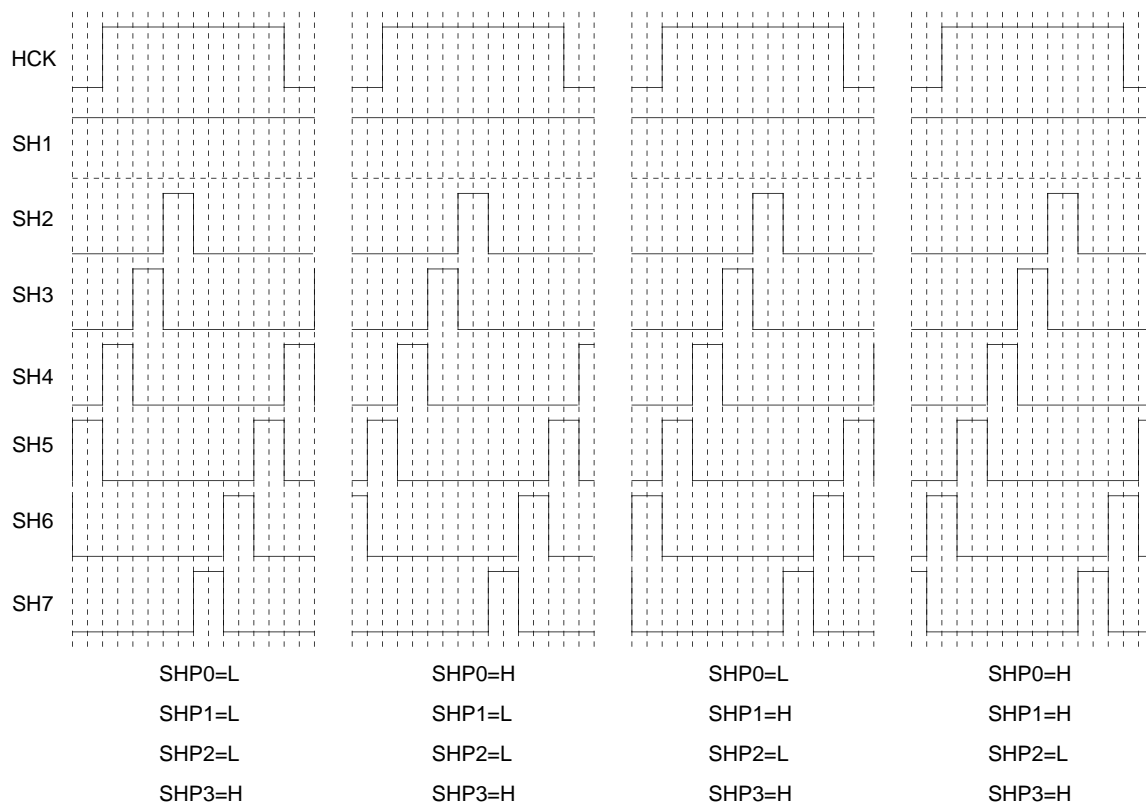 HCK
SH1
SH2
SH3
SH4
SH5
SH6
SH7
SHP0=L SHP0=H SHP0=L SHP0=H
SHP1=L SHP1=L SHP1=H SHP1=H
SHP2=L SHP2=L SHP2=L SHP2=L
SHP3=H SHP3=H SHP3=H SHP3=H